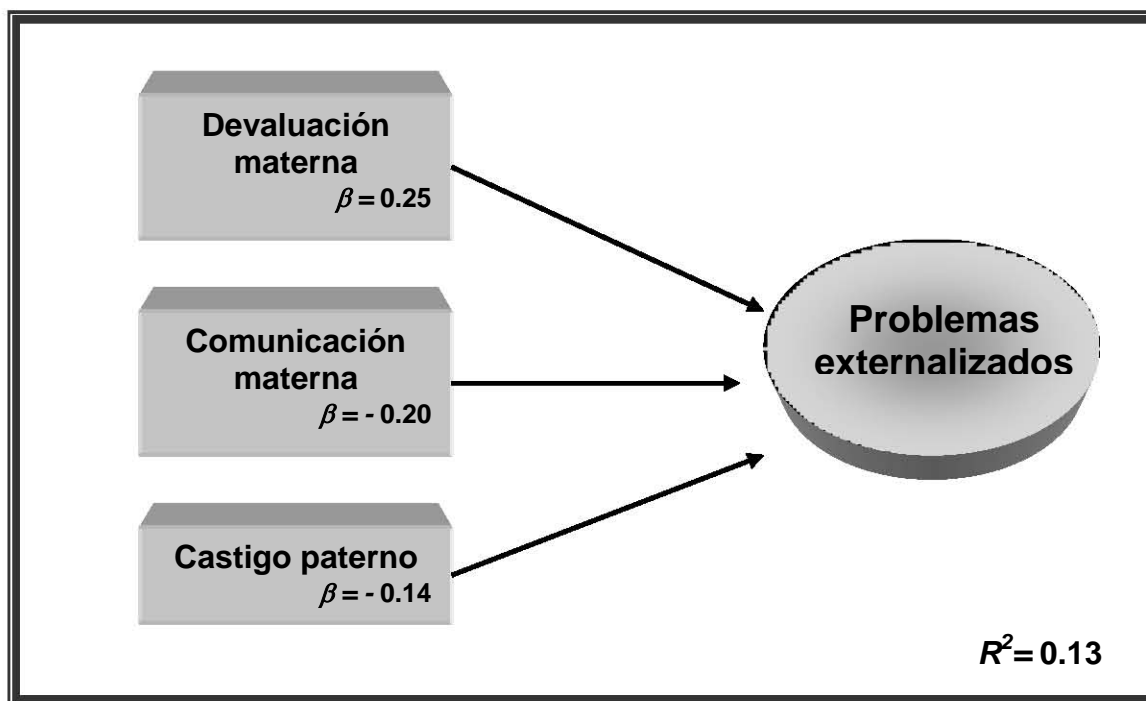 Devaluación
materna
β = 0.25
Comunicación
materna
β = - 0.20
Castigo paterno
β = - 0.14
Problemas
externalizados
R²= 0.13